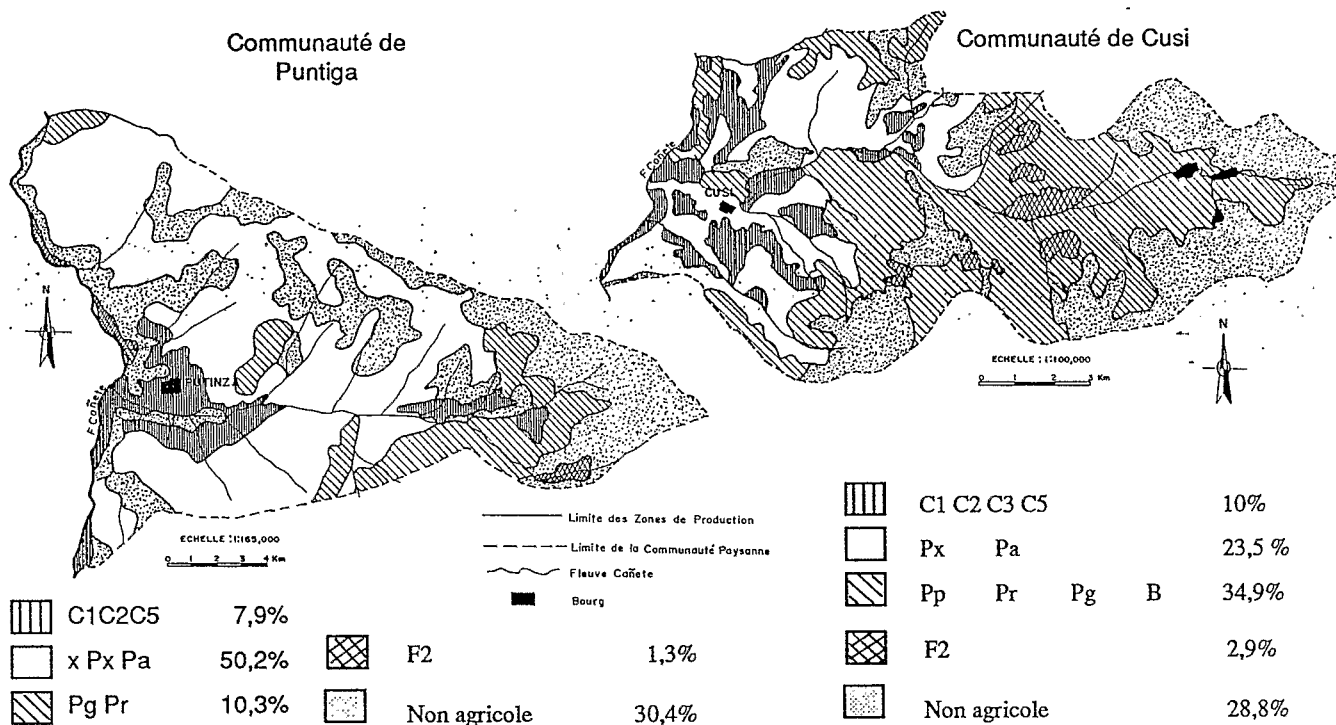 Communauté de
Puntiga
Communauté de Cusi
F. Cañete
CUSI
N
N
PUTINZA
F. Cañete
ECHELLE : 1:100,000
0 1 2 3 Km
ECHELLE : 1:165,000
0 1 2 3 4 Km
Limite des Zones de Production
Limite de la Communauté Paysanne
Fleuve Cañete
Bourg
C1C2C5 7,9%
x Px Pa 50,2%
Pg Pr 10,3%
F2 1,3%
Non agricole 30,4%
C1 C2 C3 C5 10%
Px Pa 23,5 %
Pp Pr Pg B 34,9%
F2 2,9%
Non agricole 28,8%